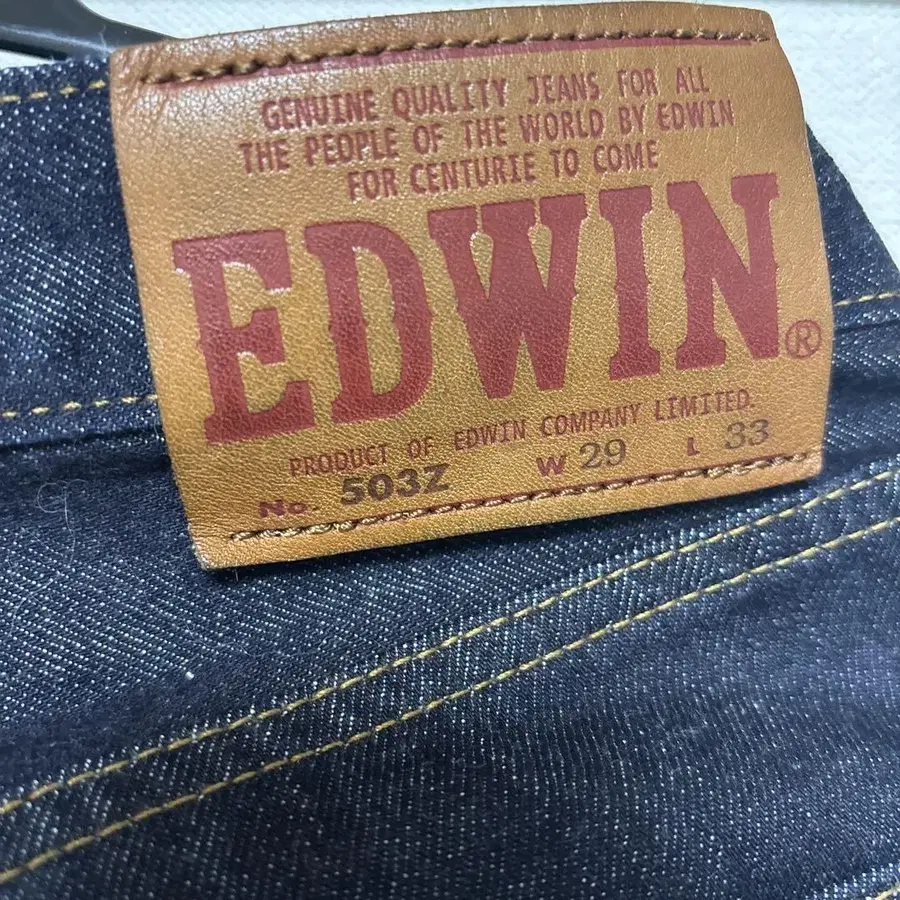 GENUINE QUALITY JEANS FOR ALL
THE PEOPLE OF THE WORLD BY EDWIN
FOR CENTURIE TO COME
EDWIN®
PRODUCT OF EDWIN COMPANY LIMITED.
No. 503Z W 29 L 33